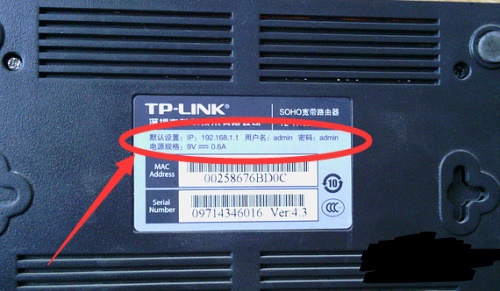 TP-LINK®
SOHO宽带路由器
默认设置: IP: 192.168.1.1 用户名: admin 密码: admin
电源规格: 9V 0.6A
MAC Address
00258676BD0C
10
Serial Number
09714346016 Ver:4.3
CCC